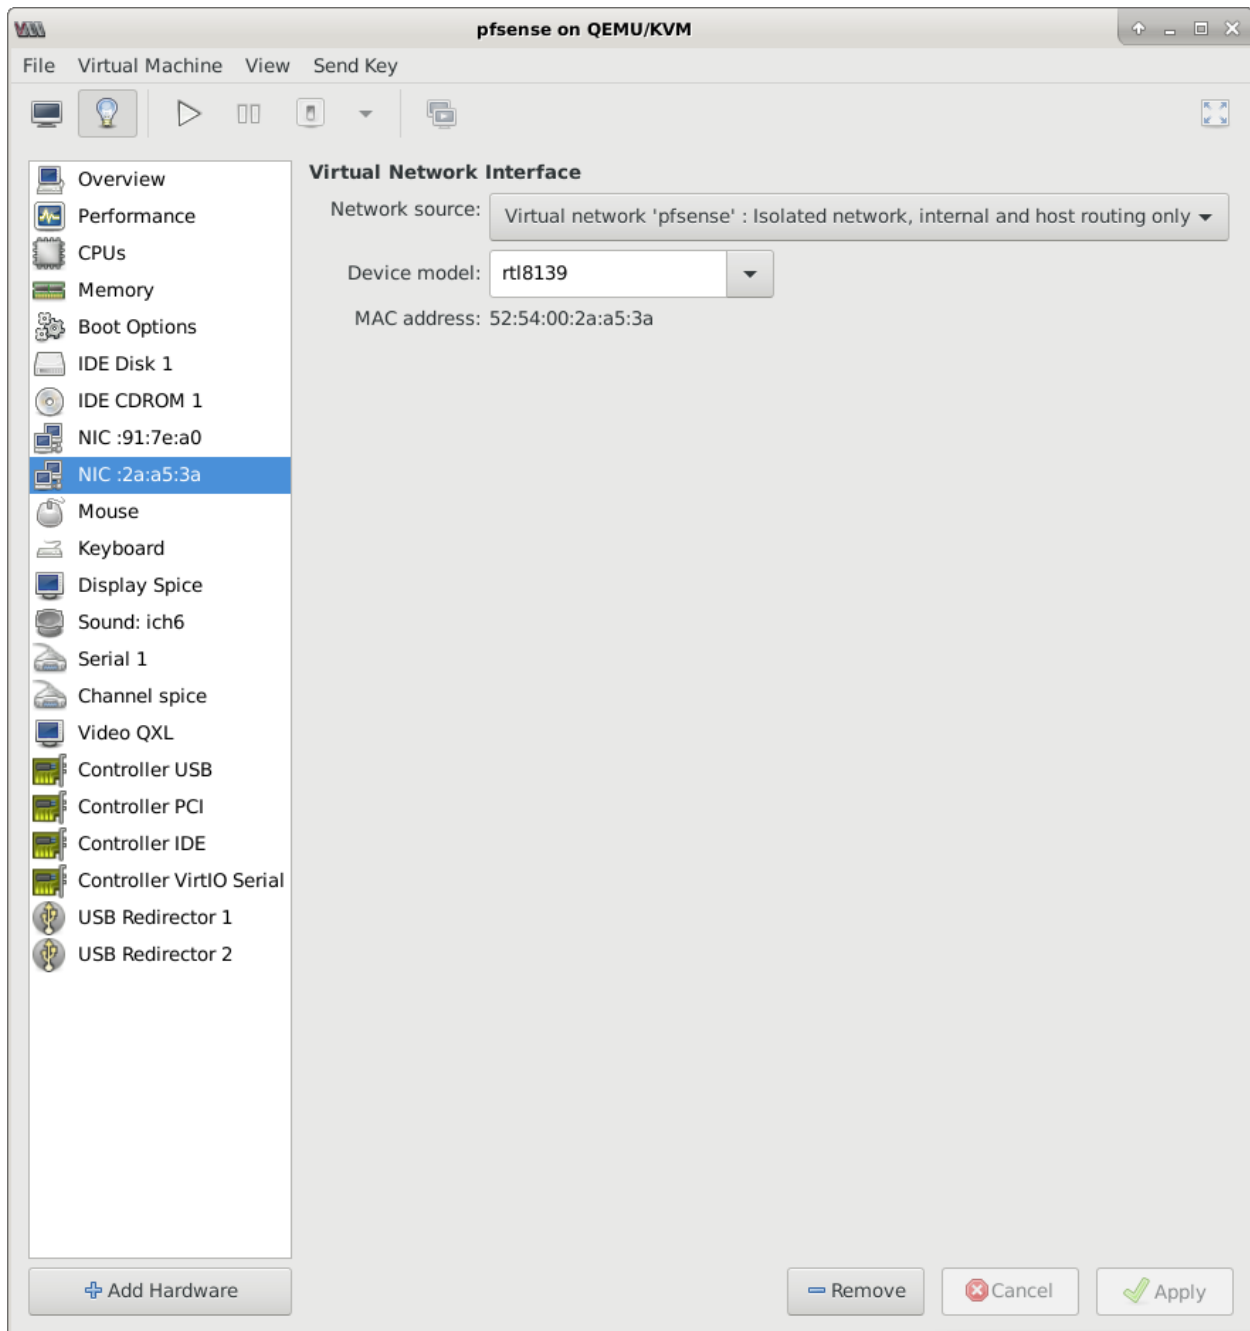 pfsense on QEMU/KVM
File Virtual Machine View Send Key
Overview
Performance
CPUs
Memory
Boot Options
IDE Disk 1
IDE CDROM 1
NIC :91:7e:a0
NIC :2a:a5:3a
Mouse
Keyboard
Display Spice
Sound: ich6
Serial 1
Channel spice
Video QXL
Controller USB
Controller PCI
Controller IDE
Controller VirtIO Serial
USB Redirector 1
USB Redirector 2
Virtual Network Interface
Network source: Virtual network 'pfsense' : Isolated network, internal and host routing only
Device model: rtl8139
MAC address: 52:54:00:2a:a5:3a
Add Hardware
Remove Cancel Apply